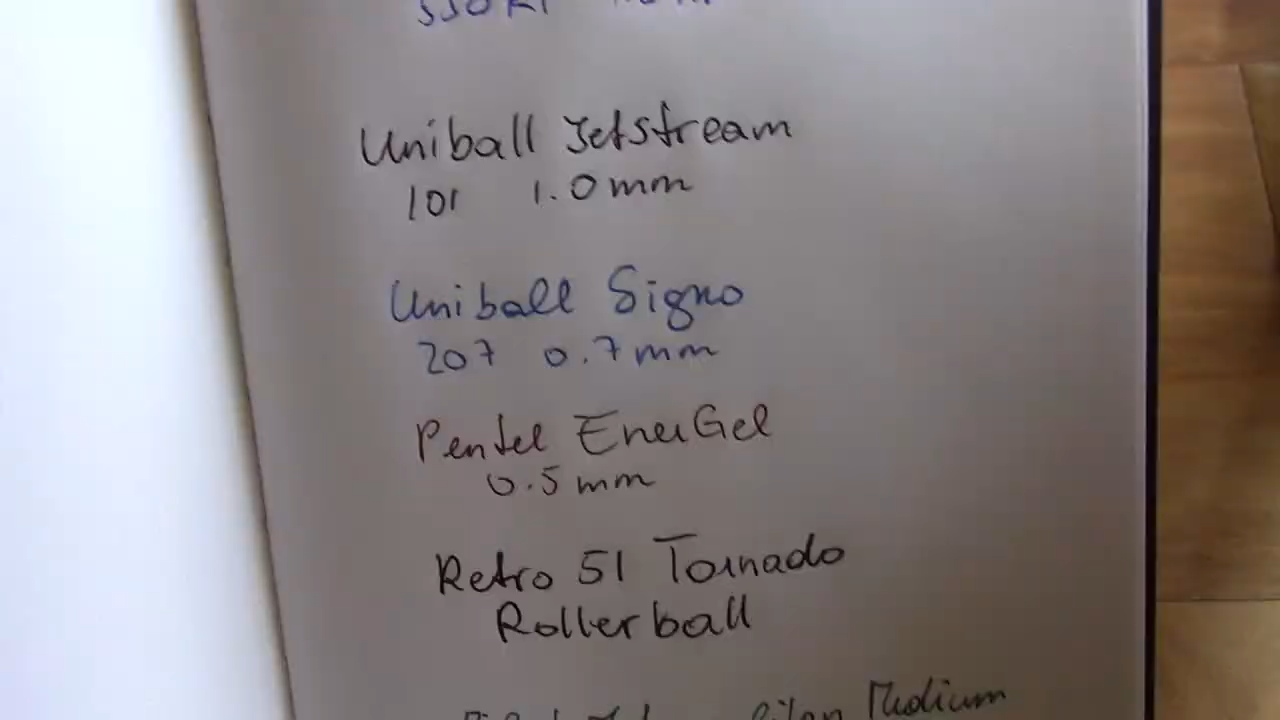 Uniball Jetstream
101 1.0mm
Uniball Signo
207 0.7mm
Pentel EnerGel
0.5mm
Retro 51 Tornado
Rollerball
Medium